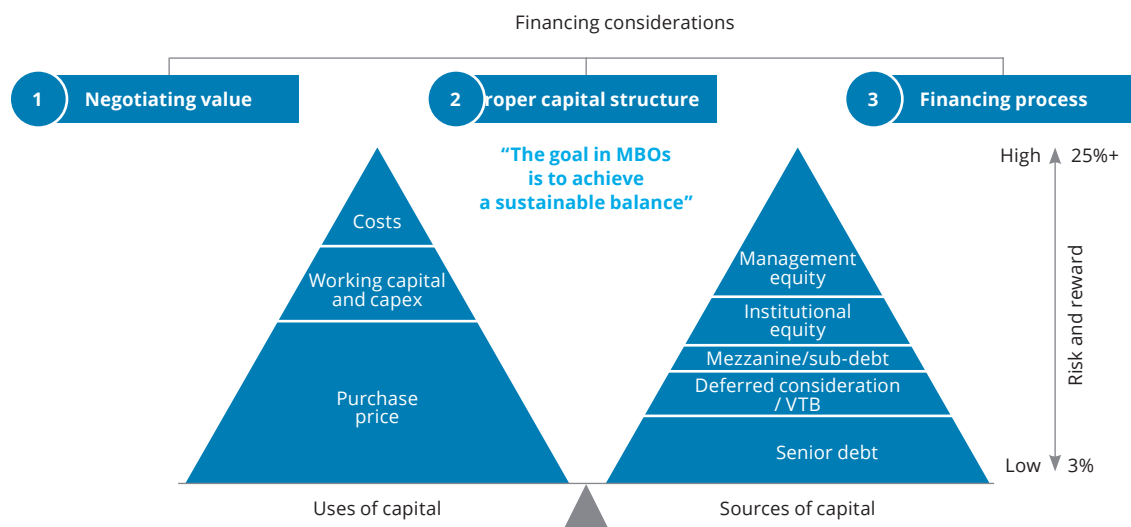 Financing considerations
1 Negotiating value
2 roper capital structure
3 Financing process
“The goal in MBOs
is to achieve
a sustainable balance”
High 25%+
Costs
Working capital
and capex
Purchase
price
Management
equity
Institutional
equity
Mezzanine/sub-debt
Deferred consideration
/ VTB
Senior debt
Risk and reward
Low 3%
Uses of capital
Sources of capital